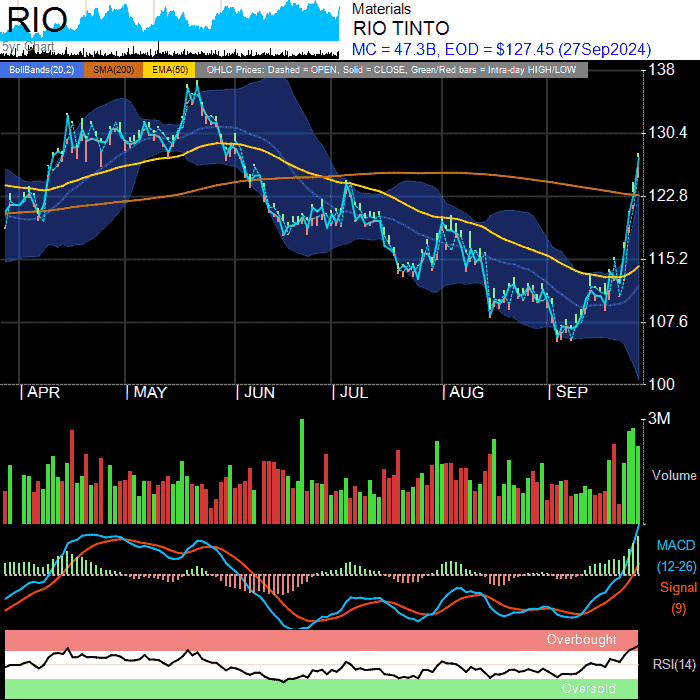 RIO
5yr Chart
Materials
RIO TINTO
MC = 47.3B, EOD = $127.45 (27Sep2024)
BollBands(20,2) SMA(200) EMA(50) OHLC Prices: Dashed = OPEN, Solid = CLOSE, Green/Red bars = Intra-day HIGH/LOW
138
130.4
122.8
115.2
107.6
100
APR MAY JUN JUL AUG SEP
3M
Volume
MACD
(12-26)
Signal
(9)
Overbought
RSI(14)
Oversold